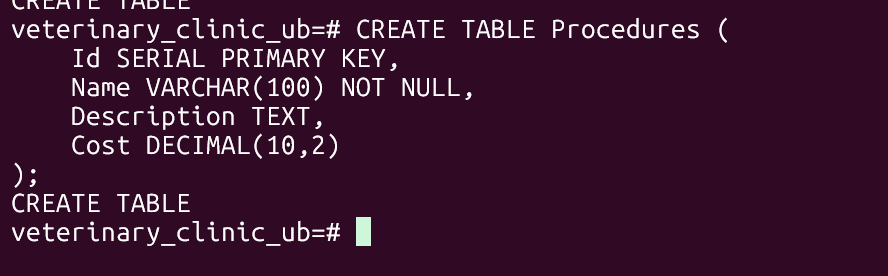 CREATE TABLE
veterinary_clinic_ub=# CREATE TABLE Procedures (
    Id SERIAL PRIMARY KEY,
    Name VARCHAR(100) NOT NULL,
    Description TEXT,
    Cost DECIMAL(10,2)
);
CREATE TABLE
veterinary_clinic_ub=#